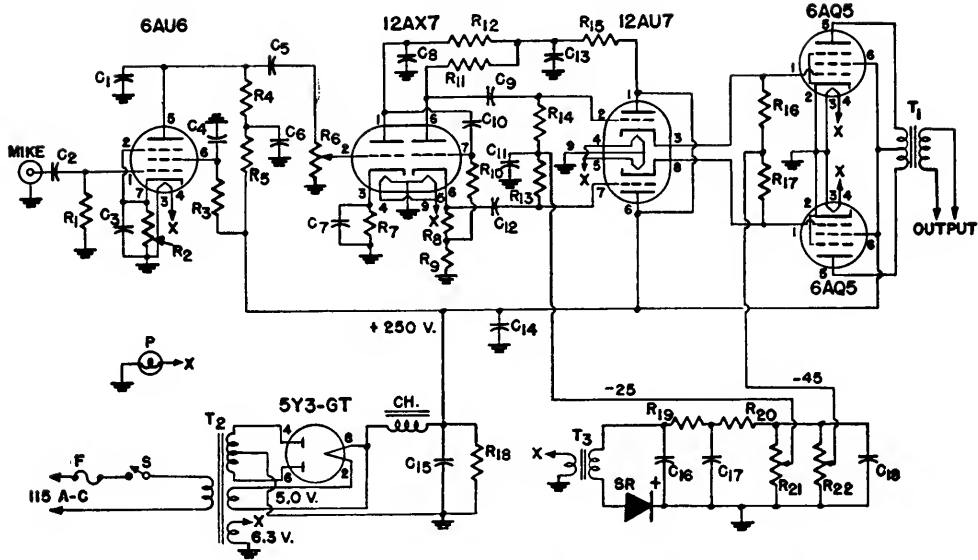 6AU6
12AX7
12AU7
6AQ5
C5
C8
R12
C13
R15
R11
C9
C1
R4
C4
C6
R5
R6
C10
R14
R16
T1
MIKE
C2
R1
C3
R2
R3
C7
R7
R8
R9
R10
C11
R13
C12
R17
OUTPUT
6AQ5
+250 V.
C14
P
X
-25
-45
T2
5Y3-GT
CH.
T3
R19
R20
F
S
115 A-C
5.0 V.
X
6.3 V.
C15
R18
X
SR
+
C16
C17
R21
R22
C18